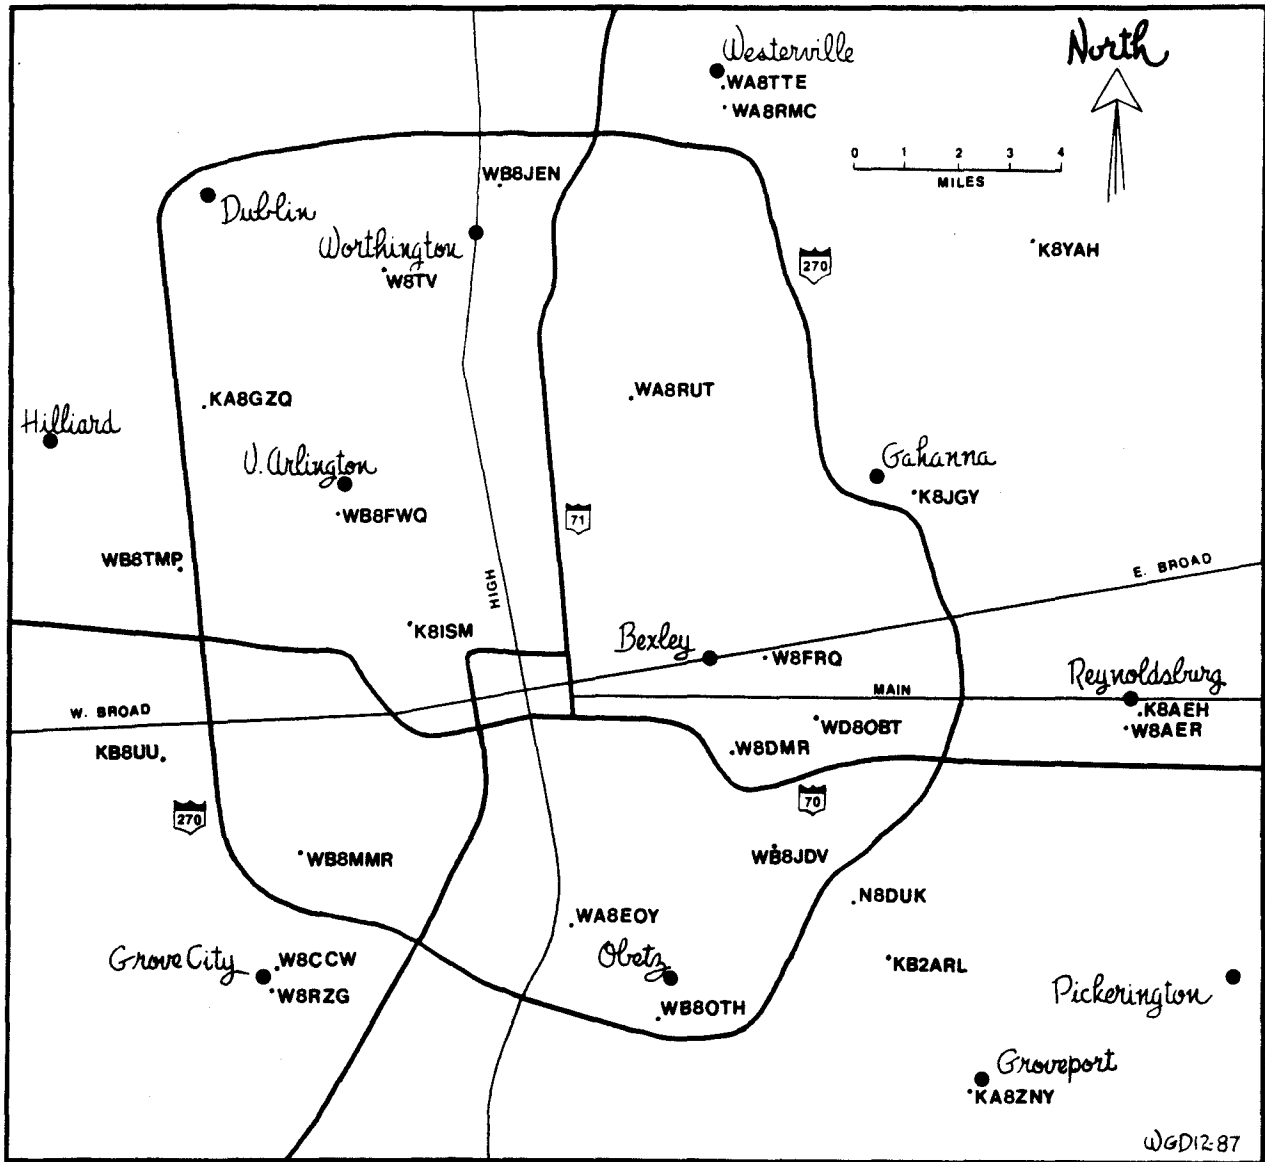 Westerville
North
WA8TTE
WA8RMC
0 1 2 3 4
MILES
WB8JEN
Dublin
Worthington
W8TV
K8YAH
270
KA8GZQ
WA8RUT
Hilliard
U. Arlington
Gahanna
K8JGY
WB8FWQ
71
WB8TMP
HIGH
E. BROAD
K8ISM
Bexley
W8FRQ
Reynoldsburg
MAIN
W. BROAD
K8AEH
WD8OBT
W8AER
KB8UU
W8DMR
270
70
WB8MMR
WB8JDV
N8DUK
WA8EOY
Grove City
W8CCW
Obetz
KB2ARL
W8RZG
Pickerington
WB8OTH
Groveport
KA8ZNY
WGD12-87